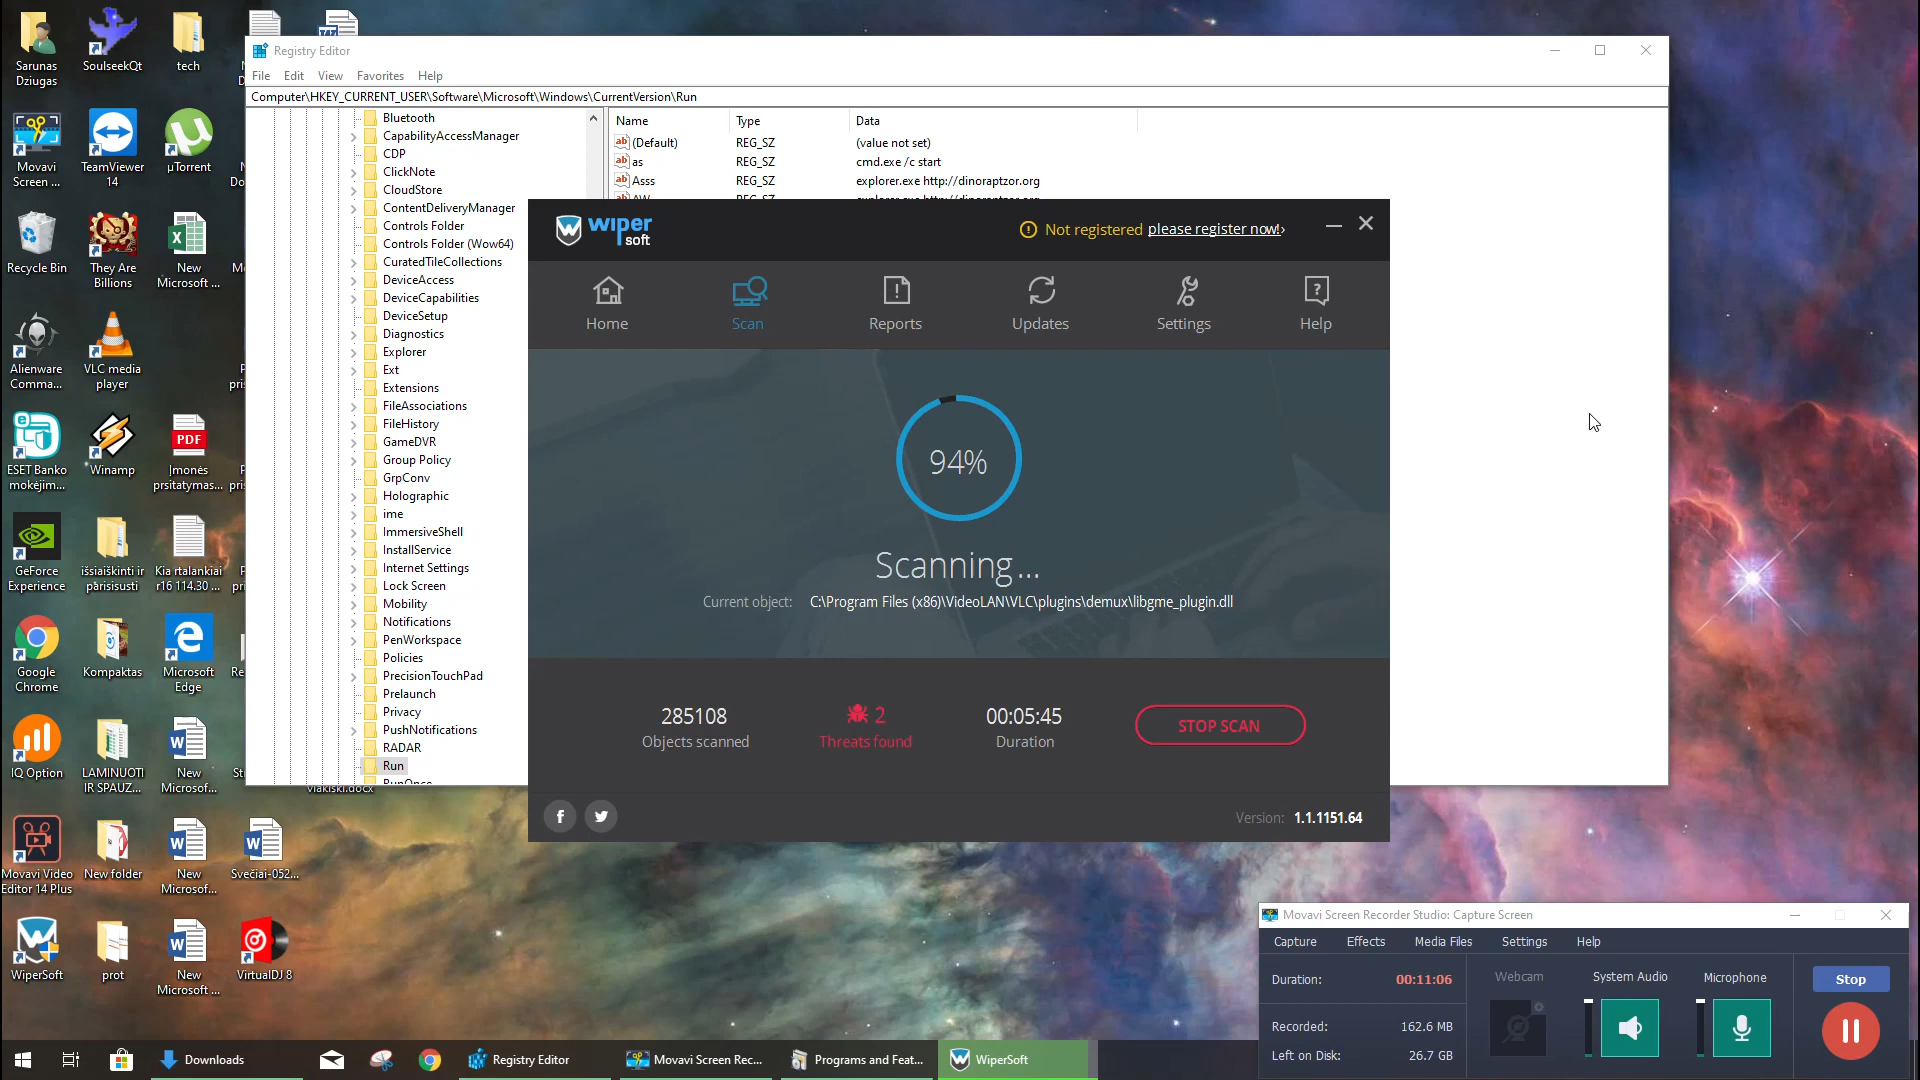 Sarunas
Dziugas
SoulseekQt
tech
Movavi
Screen ...
TeamViewer
14
µTorrent
Recycle Bin
They Are
Billions
New
Microsoft ...
Alienware
Comma...
VLC media
player
ESET Banko
mokėjim...
Winamp
PDF
Įmonės
prsitatymas...
GeForce
Experience
išsiaiškinti ir
parisisusti
Kia rtalankiai
r16 114.30 ...
Google
Chrome
Kompaktas
Microsoft
Edge
IQ Option
LAMINUOTI
IR SPAUZ...
New
Microsof...
Movavi Video
Editor 14 Plus
New folder
New
Microsof...
Svečiai-052...
WiperSoft
prot
New
Microsoft ...
VirtualDJ 8
Registry Editor
File Edit View Favorites Help
Computer\HKEY_CURRENT_USER\Software\Microsoft\Windows\CurrentVersion\Run
Bluetooth
CapabilityAccessManager
CDP
ClickNote
CloudStore
ContentDeliveryManager
Controls Folder
Controls Folder (Wow64)
CuratedTileCollections
DeviceAccess
DeviceCapabilities
DeviceSetup
Diagnostics
Explorer
Ext
Extensions
FileAssociations
FileHistory
GameDVR
Group Policy
GrpConv
Holographic
ime
ImmersiveShell
InstallService
Internet Settings
Lock Screen
Mobility
Notifications
PenWorkspace
Policies
PrecisionTouchPad
Prelaunch
Privacy
PushNotifications
RADAR
Run
RunOnce
Name Type Data
ab (Default) REG_SZ (value not set)
ab as REG_SZ cmd.exe /c start
ab Asss REG_SZ explorer.exe http://dinoraptzor.org
wiper
soft
Not registered please register now!›
Home Scan Reports Updates Settings Help
94%
Scanning...
Current object: C:\Program Files (x86)\VideoLAN\VLC\plugins\demux\libgme_plugin.dll
285108 2 00:05:45 STOP SCAN
Objects scanned Threats found Duration
Version: 1.1.1151.64
Movavi Screen Recorder Studio: Capture Screen
Capture Effects Media Files Settings Help
Duration: 00:11:06 Webcam System Audio Microphone Stop
Recorded: 162.6 MB
Left on Disk: 26.7 GB
Downloads Registry Editor Movavi Screen Rec... Programs and Feat... WiperSoft